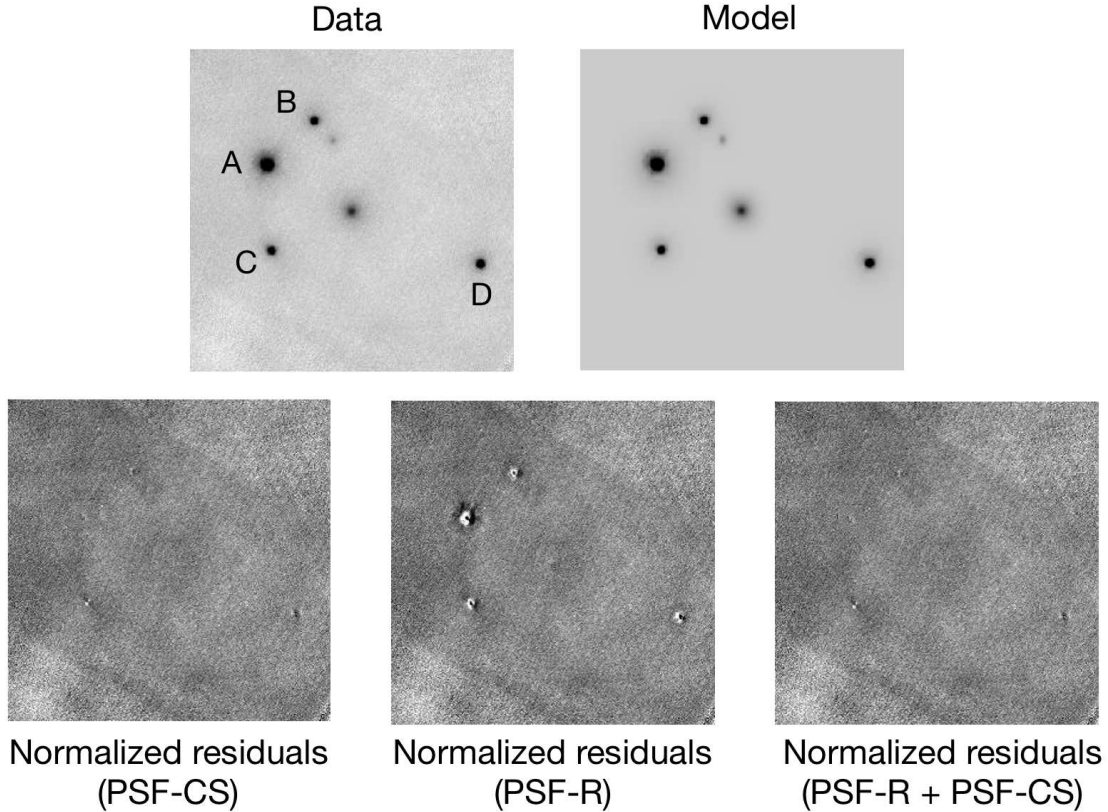 Data
Model
B
A
C
D
Normalized residuals
(PSF-CS)
Normalized residuals
(PSF-R)
Normalized residuals
(PSF-R + PSF-CS)